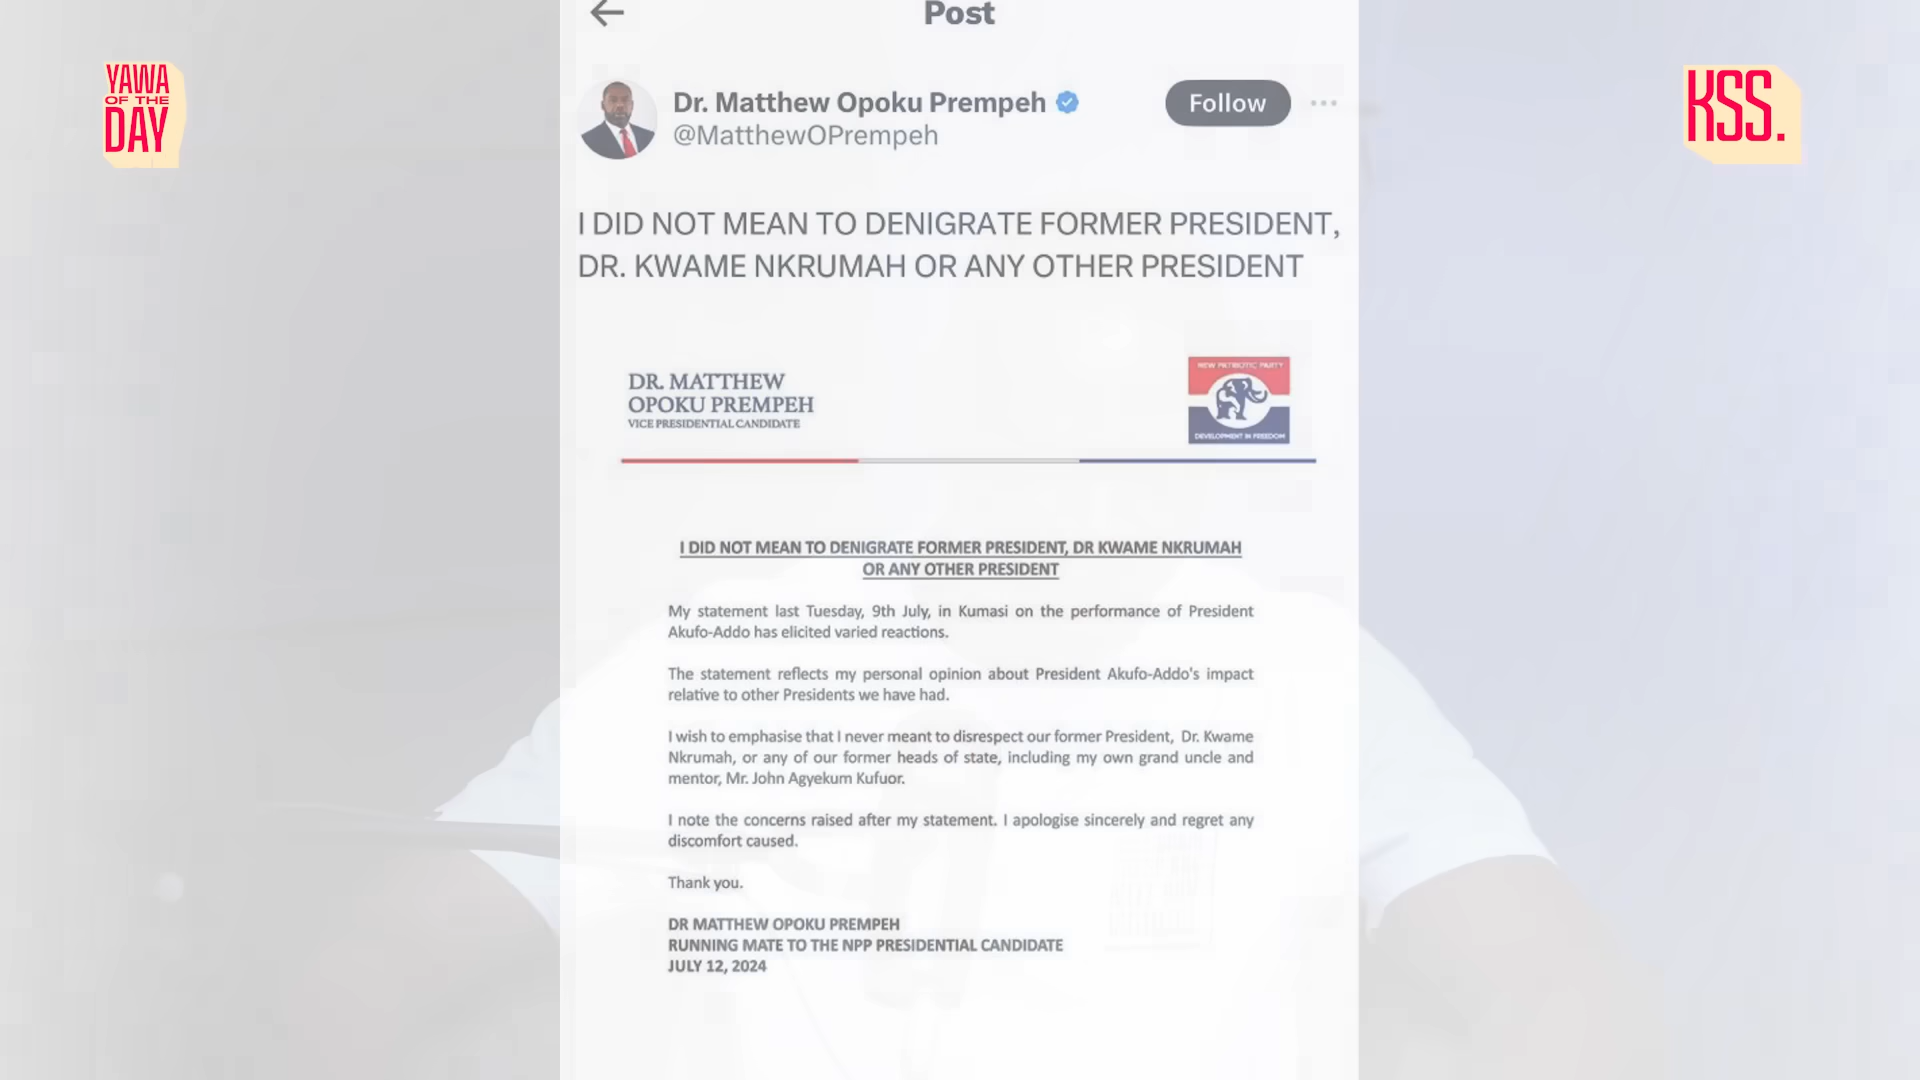 YAWA
OF THE
DAY
KSS.
Post
Dr. Matthew Opoku Prempeh
Follow
@MatthewOPrempeh
I DID NOT MEAN TO DENIGRATE FORMER PRESIDENT,
DR. KWAME NKRUMAH OR ANY OTHER PRESIDENT
DR. MATTHEW
OPOKU PREMPEH
VICE PRESIDENTIAL CANDIDATE
NEW PATRIOTIC PARTY
DEVELOPMENT IN FREEDOM
I DID NOT MEAN TO DENIGRATE FORMER PRESIDENT, DR KWAME NKRUMAH
OR ANY OTHER PRESIDENT
My statement last Tuesday, 9th July, in Kumasi on the performance of President
Akufo-Addo has elicited varied reactions.
The statement reflects my personal opinion about President Akufo-Addo's impact
relative to other Presidents we have had.
I wish to emphasise that I never meant to disrespect our former President, Dr. Kwame
Nkrumah, or any of our former heads of state, including my own grand uncle and
mentor, Mr. John Agyekum Kufuor.
I note the concerns raised after my statement. I apologise sincerely and regret any
discomfort caused.
Thank you.
DR MATTHEW OPOKU PREMPEH
RUNNING MATE TO THE NPP PRESIDENTIAL CANDIDATE
JULY 12, 2024